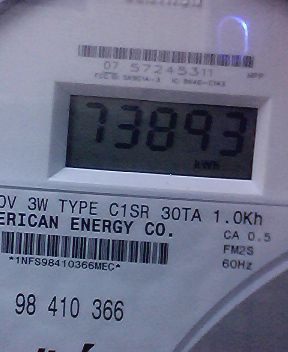 07 57245311
73893
kWh
0V 3W TYPE C1SR 30TA 1.0Kh
ERICAN ENERGY CO.
CA 0.5
FM2S
60Hz
*1NFS98410366MEC*
98 410 366